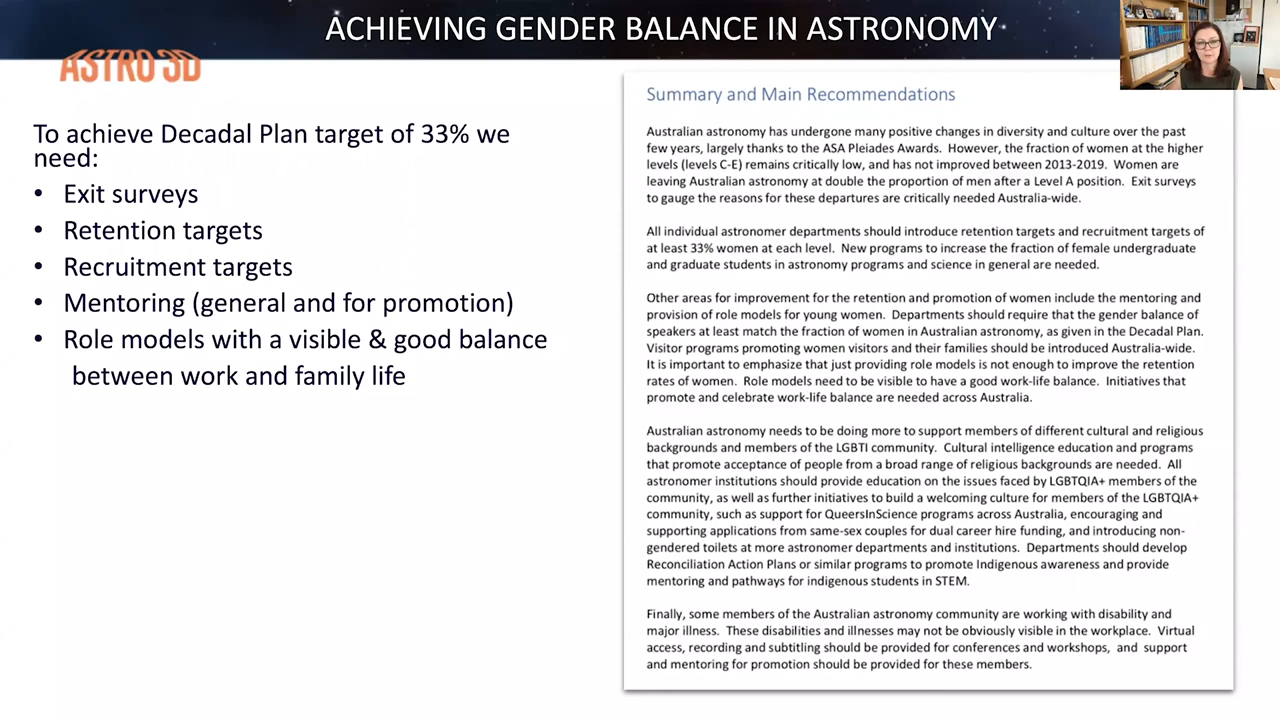 ACHIEVING GENDER BALANCE IN ASTRONOMY
ASTRO 3D
To achieve Decadal Plan target of 33% we
need:
• Exit surveys
• Retention targets
• Recruitment targets
• Mentoring (general and for promotion)
• Role models with a visible & good balance
between work and family life
Summary and Main Recommendations
Australian astronomy has undergone many positive changes in diversity and culture over the past
few years, largely thanks to the ASA Pleiades Awards. However, the fraction of women at the higher
levels (levels C-E) remains critically low, and has not improved between 2013-2019. Women are
leaving Australian astronomy at double the proportion of men after a Level A position. Exit surveys
to gauge the reasons for these departures are critically needed Australia-wide.
All individual astronomer departments should introduce retention targets and recruitment targets of
at least 33% women at each level. New programs to increase the fraction of female undergraduate
and graduate students in astronomy programs and science in general are needed.
Other areas for improvement for the retention and promotion of women include the mentoring and
provision of role models for young women. Departments should require that the gender balance of
speakers at least match the fraction of women in Australian astronomy, as given in the Decadal Plan.
Visitor programs promoting women visitors and their families should be introduced Australia-wide.
It is important to emphasize that just providing role models is not enough to improve the retention
rates of women. Role models need to be visible to have a good work-life balance. Initiatives that
promote and celebrate work-life balance are needed across Australia.
Australian astronomy needs to be doing more to support members of different cultural and religious
backgrounds and members of the LGBTI community. Cultural intelligence education and programs
that promote acceptance of people from a broad range of religious backgrounds are needed. All
astronomer institutions should provide education on the issues faced by LGBTQIA+ members of the
community, as well as further initiatives to build a welcoming culture for members of the LGBTQIA+
community, such as support for QueersInScience programs across Australia, encouraging and
supporting applications from same-sex couples for dual career hire funding, and introducing non-
gendered toilets at more astronomer departments and institutions. Departments should develop
Reconciliation Action Plans or similar programs to promote Indigenous awareness and provide
mentoring and pathways for indigenous students in STEM.
Finally, some members of the Australian astronomy community are working with disability and
major illness. These disabilities and illnesses may not be obviously visible in the workplace. Virtual
access, recording and subtitling should be provided for conferences and workshops, and support
and mentoring for promotion should be provided for these members.